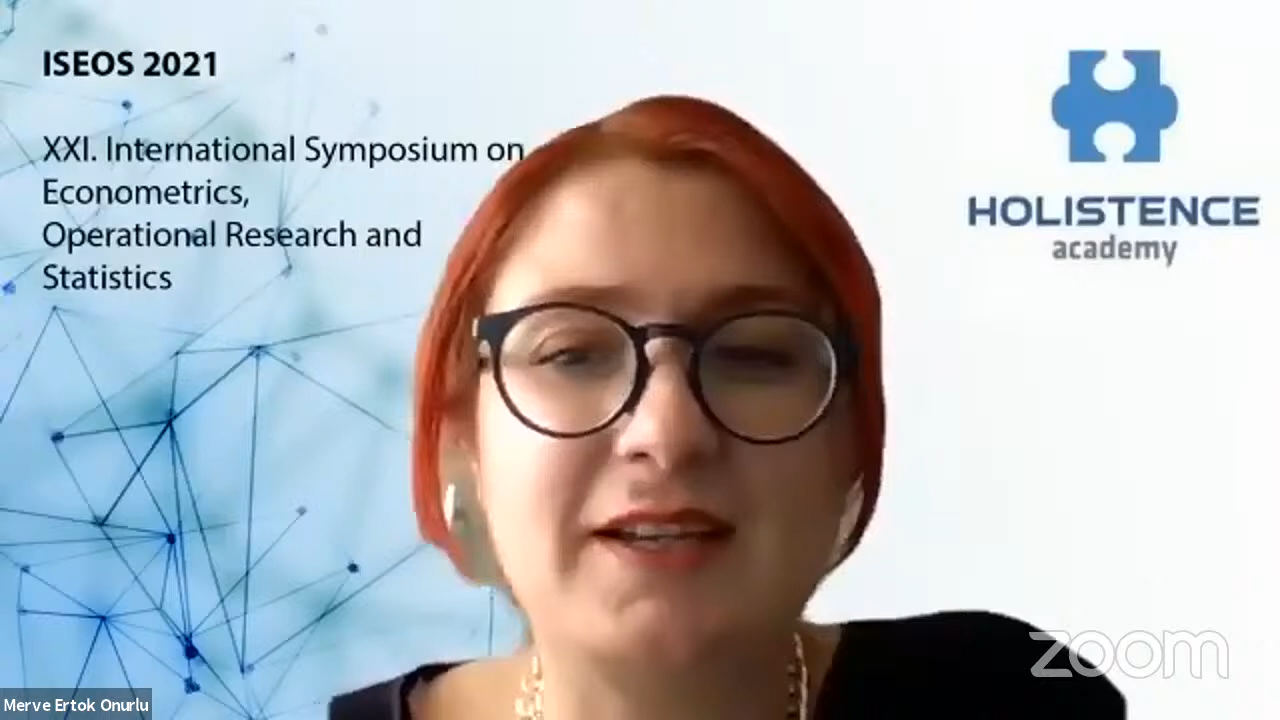 ISEOS 2021
XXI. International Symposium on
Econometrics,
Operational Research and
Statistics
HOLISTENCE
academy
zoom
Merve Ertok Onurlu